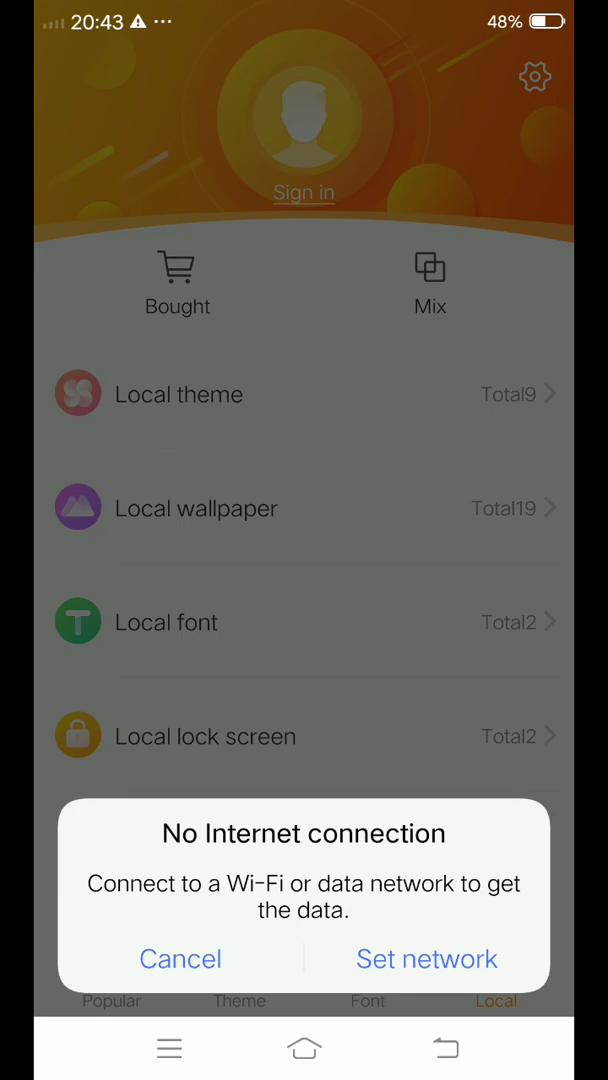 20:43
48%
Sign in
Bought
Mix
Local theme
Total9
Local wallpaper
Total19
Local font
Total2
Local lock screen
Total2
No Internet connection
Connect to a Wi-Fi or data network to get
the data.
Cancel
Set network
Popular
Theme
Font
Local